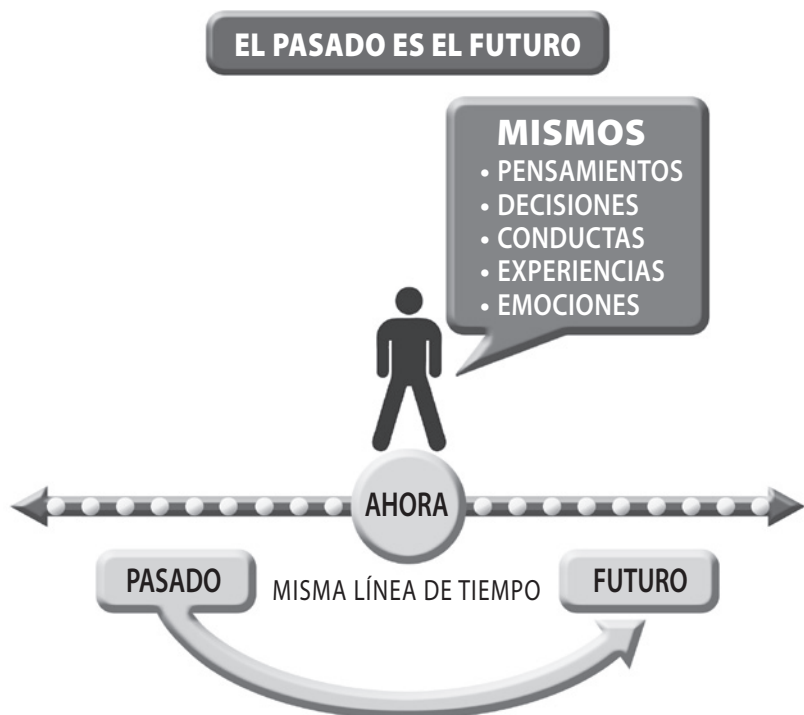 EL PASADO ES EL FUTURO
MISMOS
• PENSAMIENTOS
• DECISIONES
• CONDUCTAS
• EXPERIENCIAS
• EMOCIONES
AHORA
PASADO
MISMA LÍNEA DE TIEMPO
FUTURO